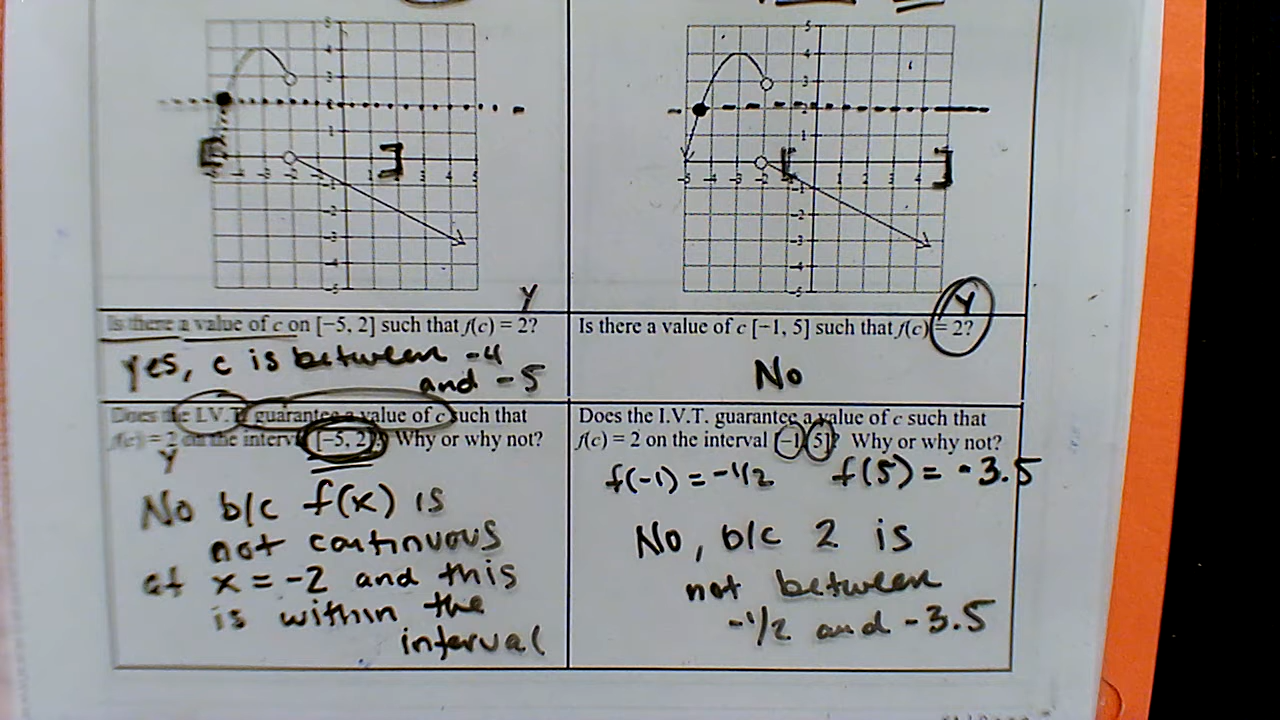 Y
Is there a value of c on [−5, 2] such that f(c) = 2?
yes, c is between -4
and -5
Does the I.V.T. guarantee a value of c such that
f(c) = 2 on the interval [−5, 2]? Why or why not?
Y
No b/c f(x) is
not continuous
at x = -2 and this
is within the
interval
Y
Is there a value of c [−1, 5] such that f(c) = 2?
No
Does the I.V.T. guarantee a value of c such that
f(c) = 2 on the interval [−1, 5]? Why or why not?
f(-1) = -1/2 f(5) = -3.5
No, b/c 2 is
not between
-1/2 and -3.5